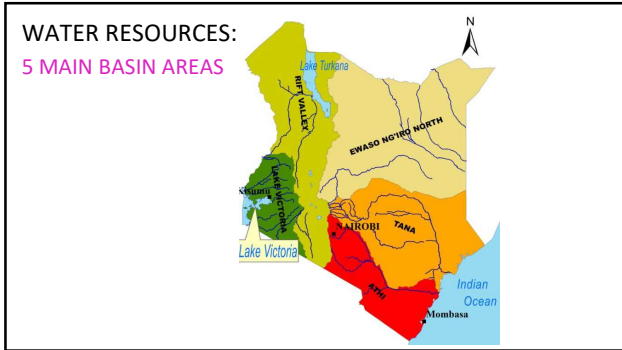 WATER RESOURCES:
5 MAIN BASIN AREAS
N
Lake Turkana
RIFT VALLEY
EWASO NG'IRO NORTH
LAKE VICTORIA
Kisumu
TANA
NAIROBI
Lake Victoria
ATHI
Indian
Ocean
Mombasa